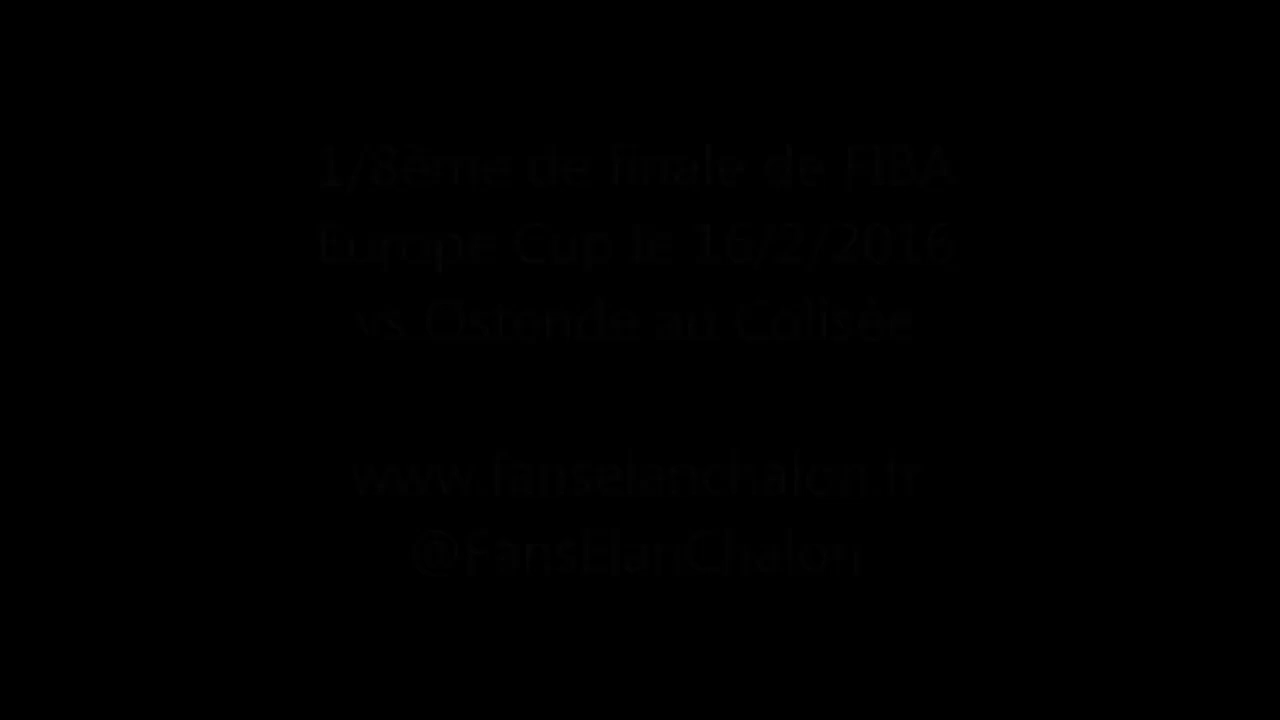 1/8ème de finale de FIBA
Europe Cup le 16/2/2016
vs Ostende au Colisée
www.fanselanchalon.fr
@FansElanChalon